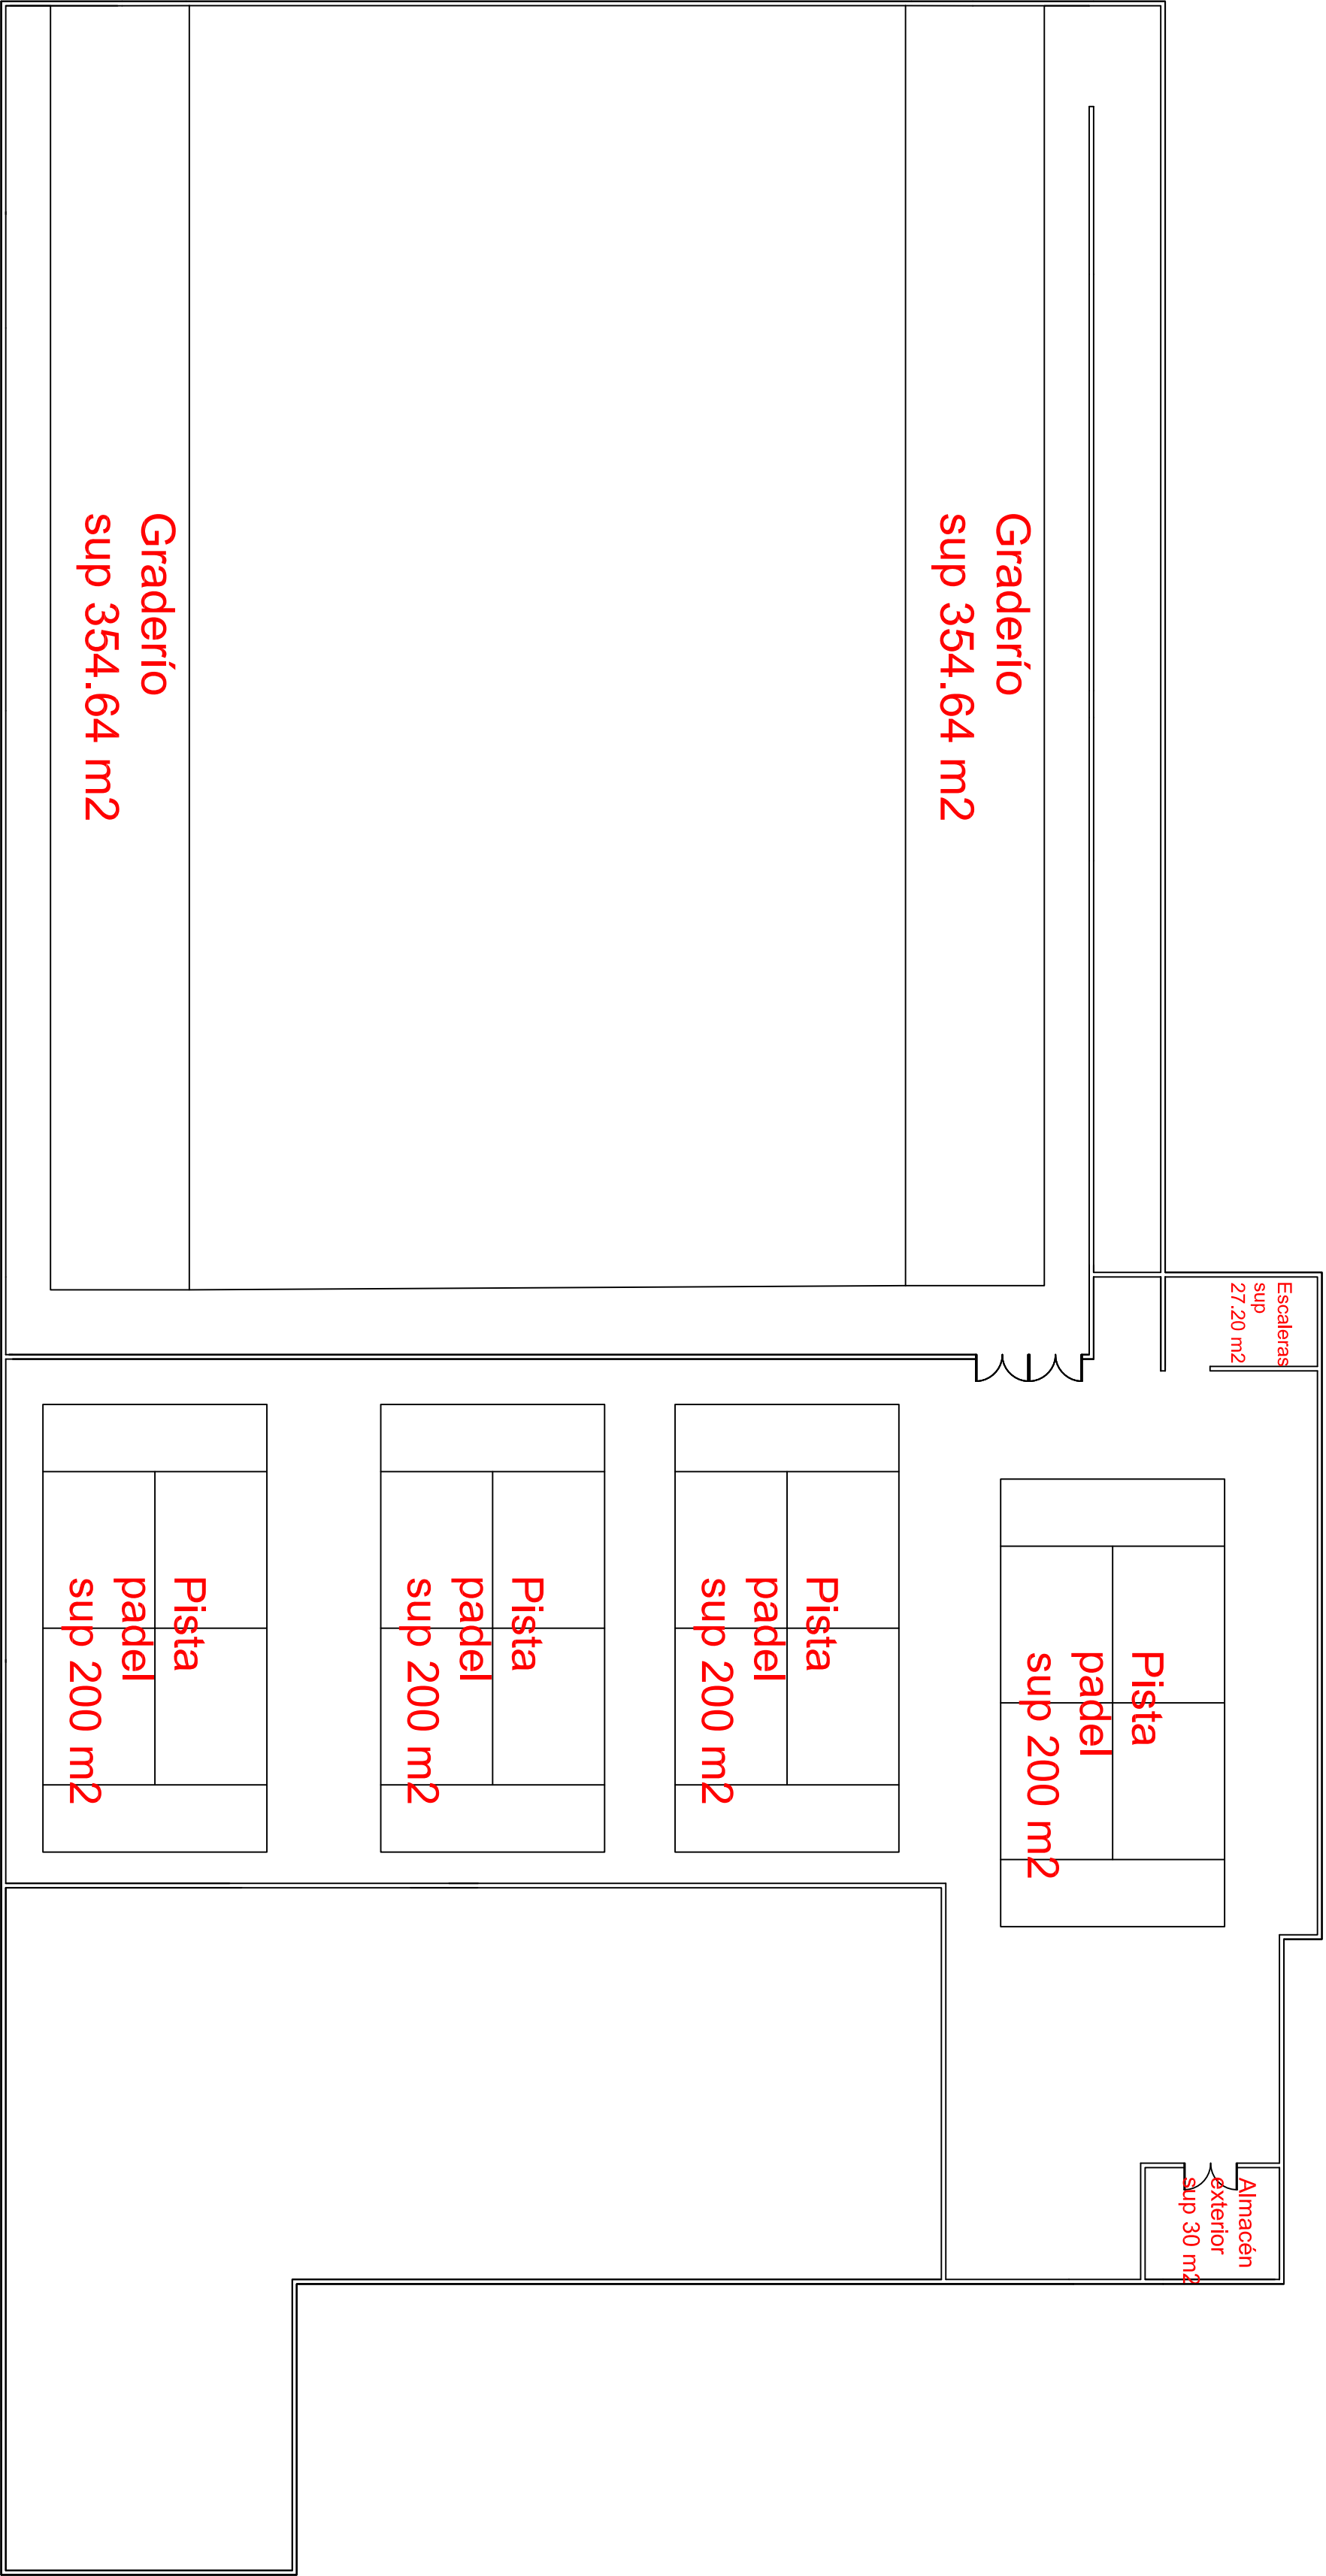 Graderío
sup 354.64 m2
Graderío
sup 354.64 m2
Escaleras
sup
27.20 m2
Pista
padel
sup 200 m2
Pista
padel
sup 200 m2
Pista
padel
sup 200 m2
Pista
padel
sup 200 m2
Almacén
exterior
sup 30 m2